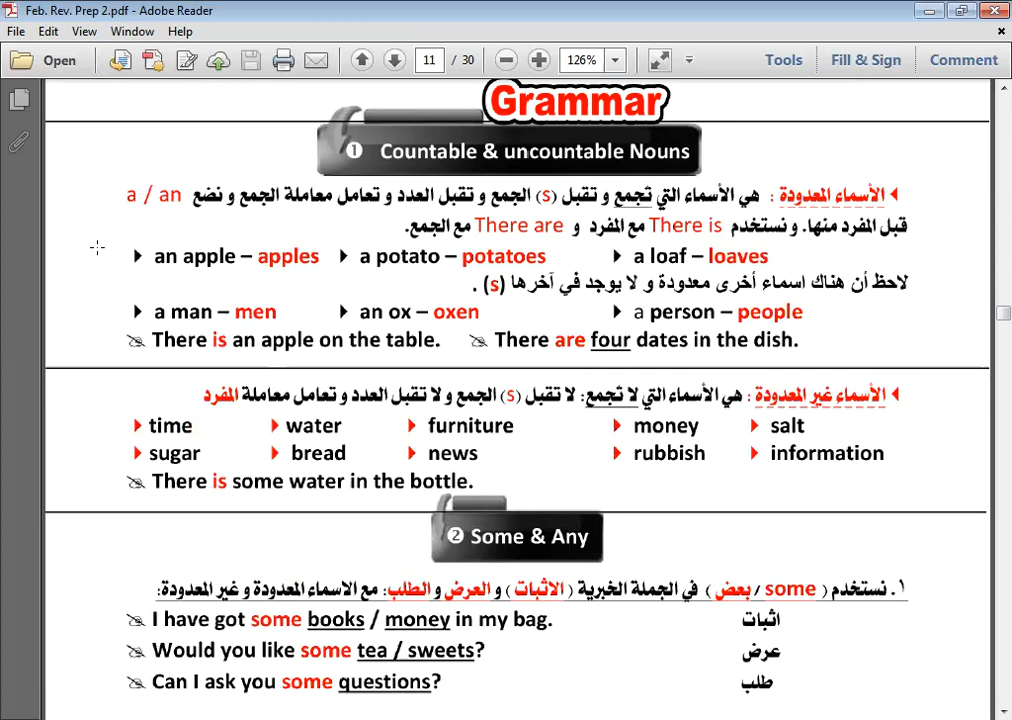 Feb. Rev. Prep 2.pdf - Adobe Reader
File Edit View Window Help
Open 11 / 30 126% Tools Fill & Sign Comment
Grammar
❶ Countable & uncountable Nouns
الأسماء المعدودة : هي الأسماء التي تجمع و تقبل (s) الجمع و تقبل العدد و تعامل معاملة الجمع و نضع a / an
قبل المفرد منها. و نستخدم There is مع المفرد و There are مع الجمع.
an apple – apples a potato – potatoes a loaf – loaves
لاحظ أن هناك اسماء أخرى معدودة و لا يوجد في آخرها (s) .
a man – men an ox – oxen a person – people
There is an apple on the table. There are four dates in the dish.
الأسماء غير المعدودة : هي الأسماء التي لا تجمع: لا تقبل (s) الجمع و لا تقبل العدد و تعامل معاملة المفرد
time water furniture money salt
sugar bread news rubbish information
There is some water in the bottle.
❷ Some & Any
١. نستخدم ( some / بعض ) في الجملة الخبرية ( الاثبات ) و العرض و الطلب: مع الاسماء المعدودة و غير المعدودة:
I have got some books / money in my bag. اثبات
Would you like some tea / sweets? عرض
Can I ask you some questions? طلب